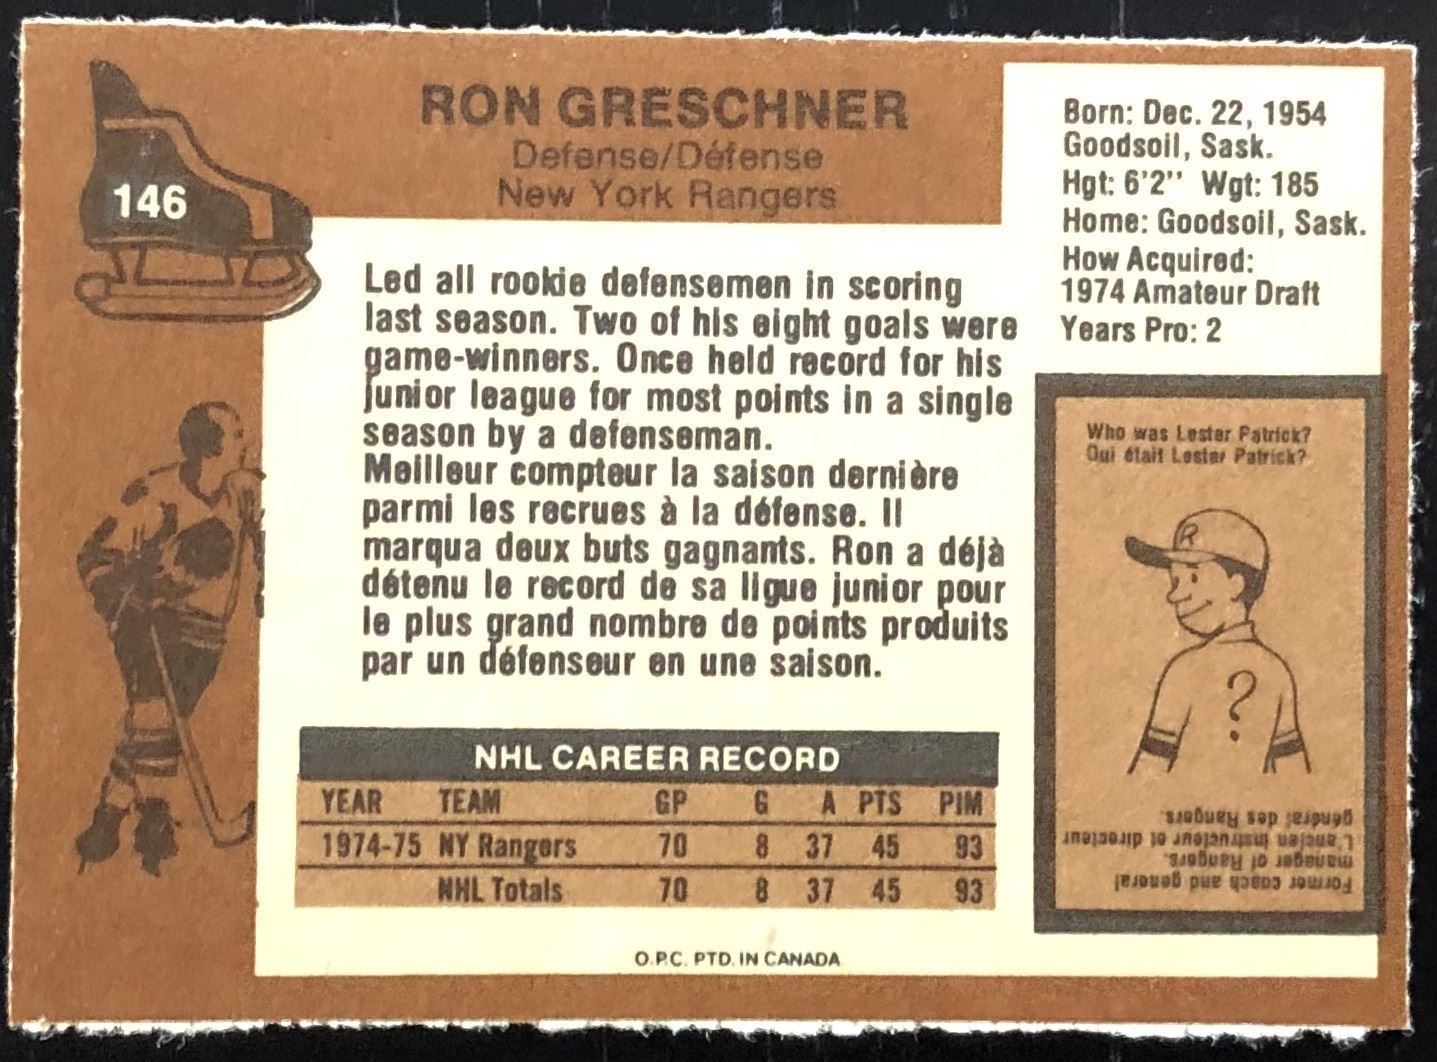 146
RON GRESCHNER
Defense/Défense
New York Rangers
Born: Dec. 22, 1954
Goodsoil, Sask.
Hgt: 6'2" Wgt: 185
Home: Goodsoil, Sask.
How Acquired:
1974 Amateur Draft
Years Pro: 2
Led all rookie defensemen in scoring
last season. Two of his eight goals were
game-winners. Once held record for his
junior league for most points in a single
season by a defenseman.
Meilleur compteur la saison dernière
parmi les recrues à la défense. Il
marqua deux buts gagnants. Ron a déjà
détenu le record de sa ligue junior pour
le plus grand nombre de points produits
par un défenseur en une saison.
Who was Lester Patrick?
Qui était Lester Patrick?
R
?
Former coach and general
manager of Rangers.
L'ancien instructeur et directeur
général des Rangers.
NHL CAREER RECORD
YEAR TEAM GP G A PTS PIM
1974-75 NY Rangers 70 8 37 45 93
NHL Totals 70 8 37 45 93
O.P.C. PTD. IN CANADA